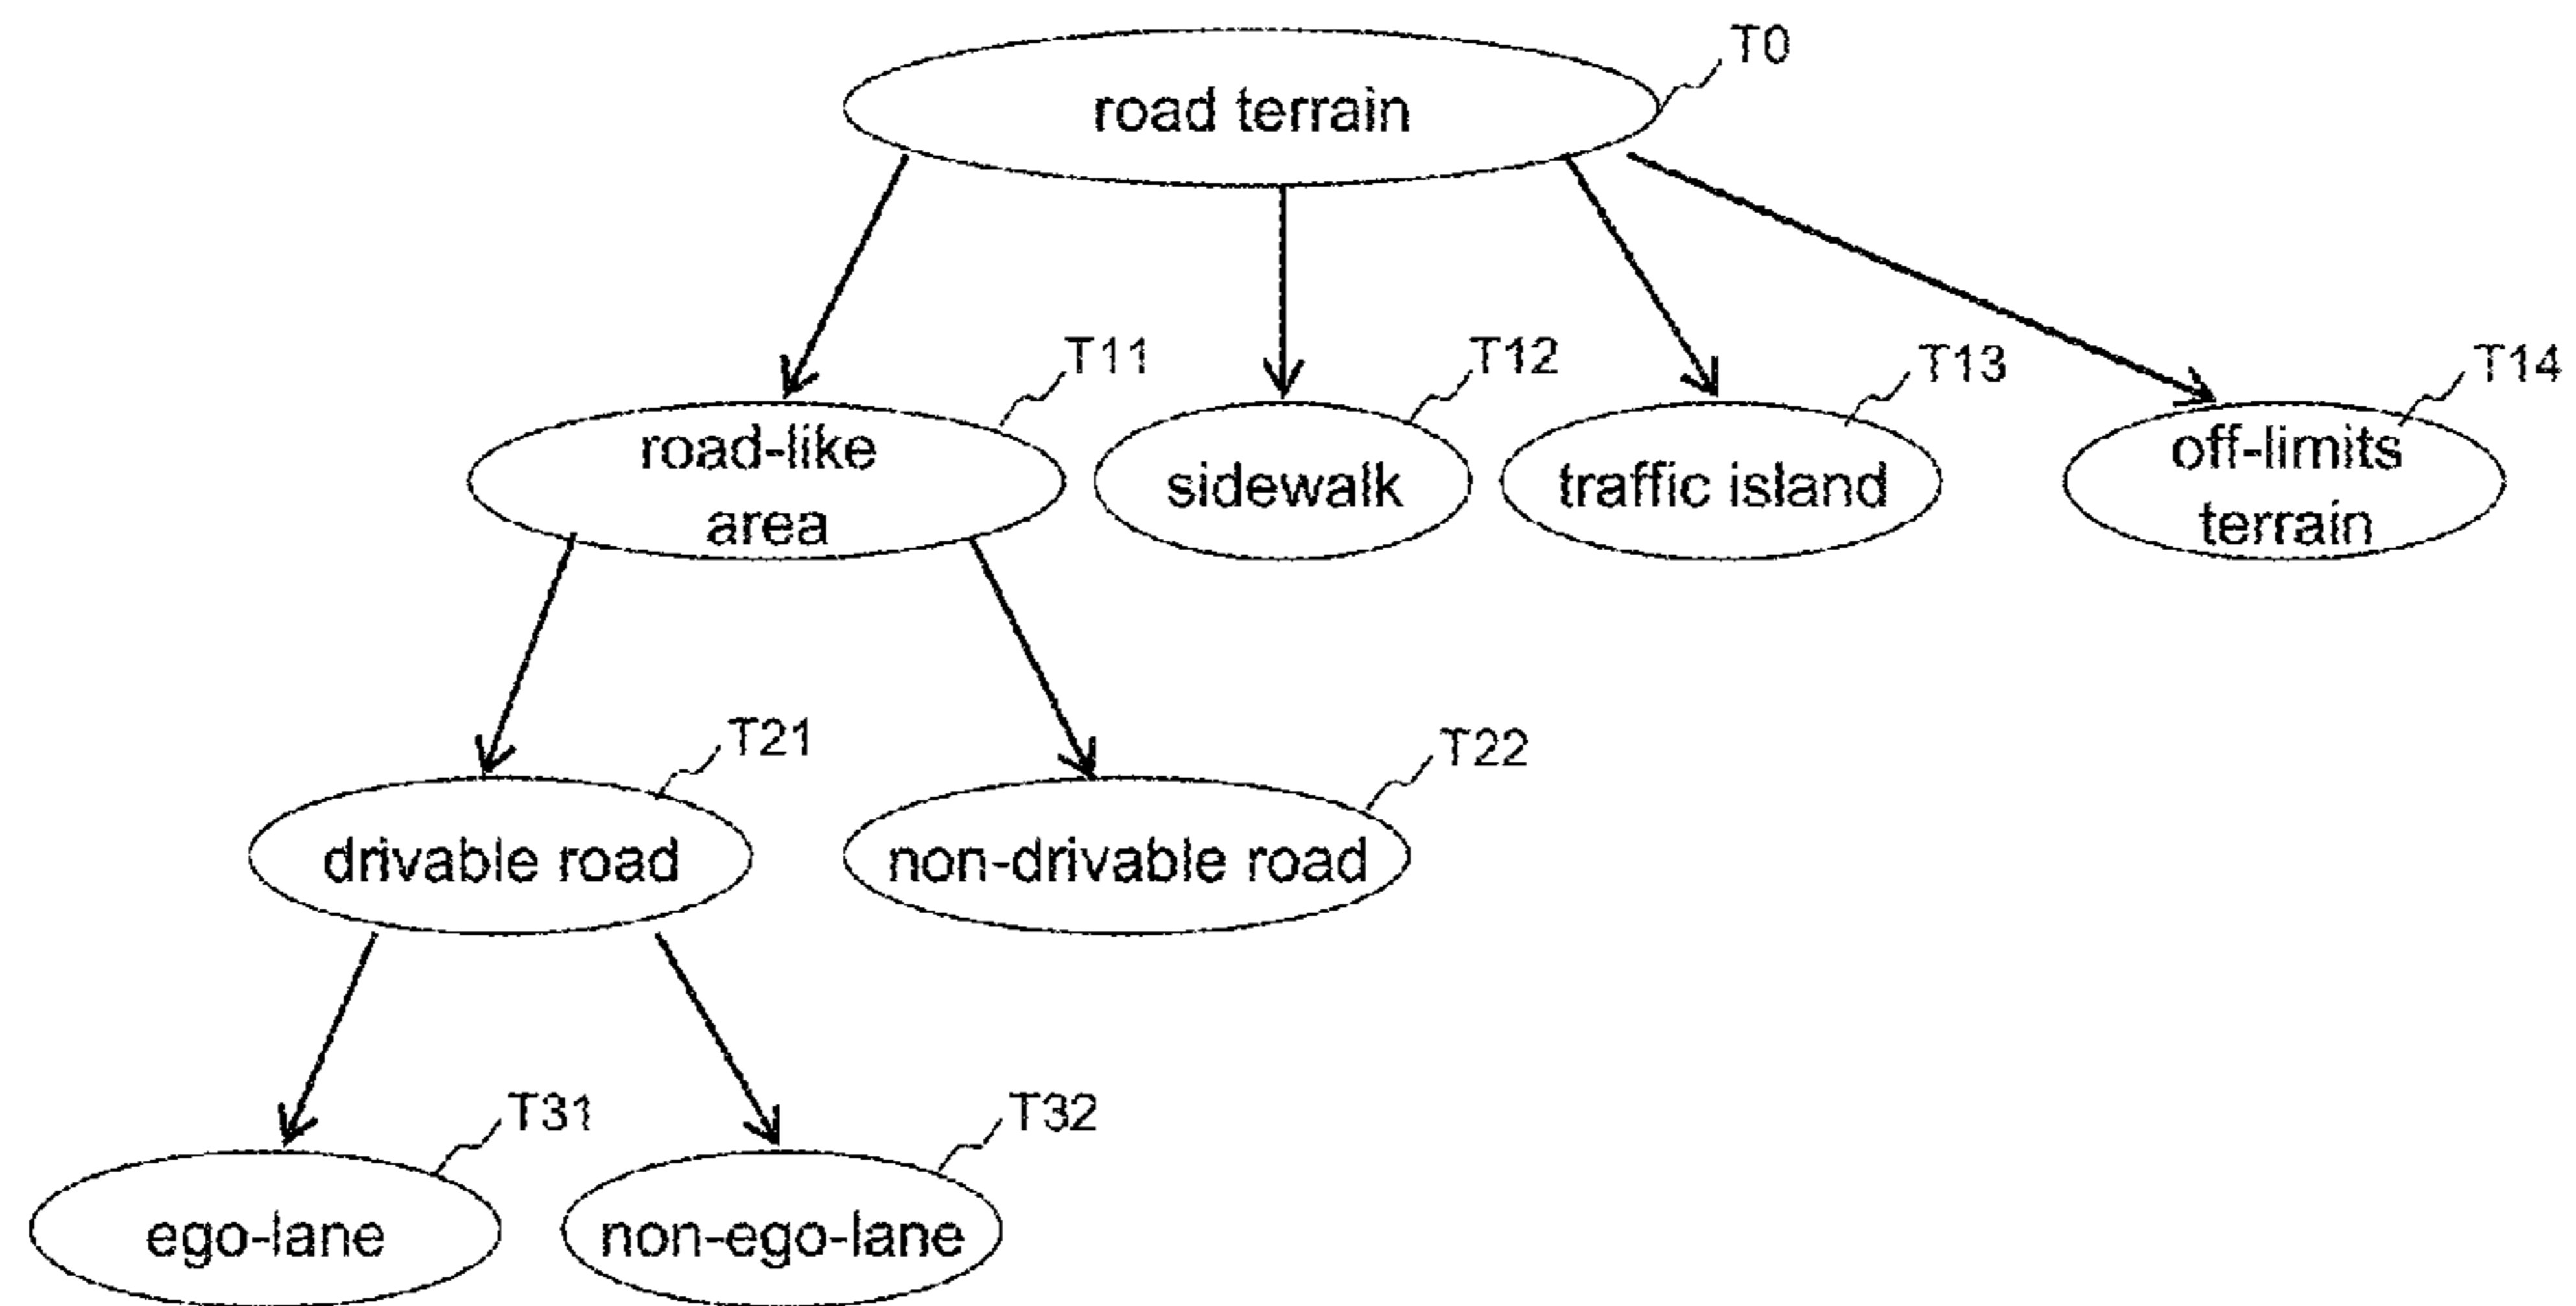 T0
road terrain
T11
T12
T13
T14
road-like
area
sidewalk
traffic island
off-limits
terrain
T21
T22
drivable road
non-drivable road
T31
T32
ego-lane
non-ego-lane